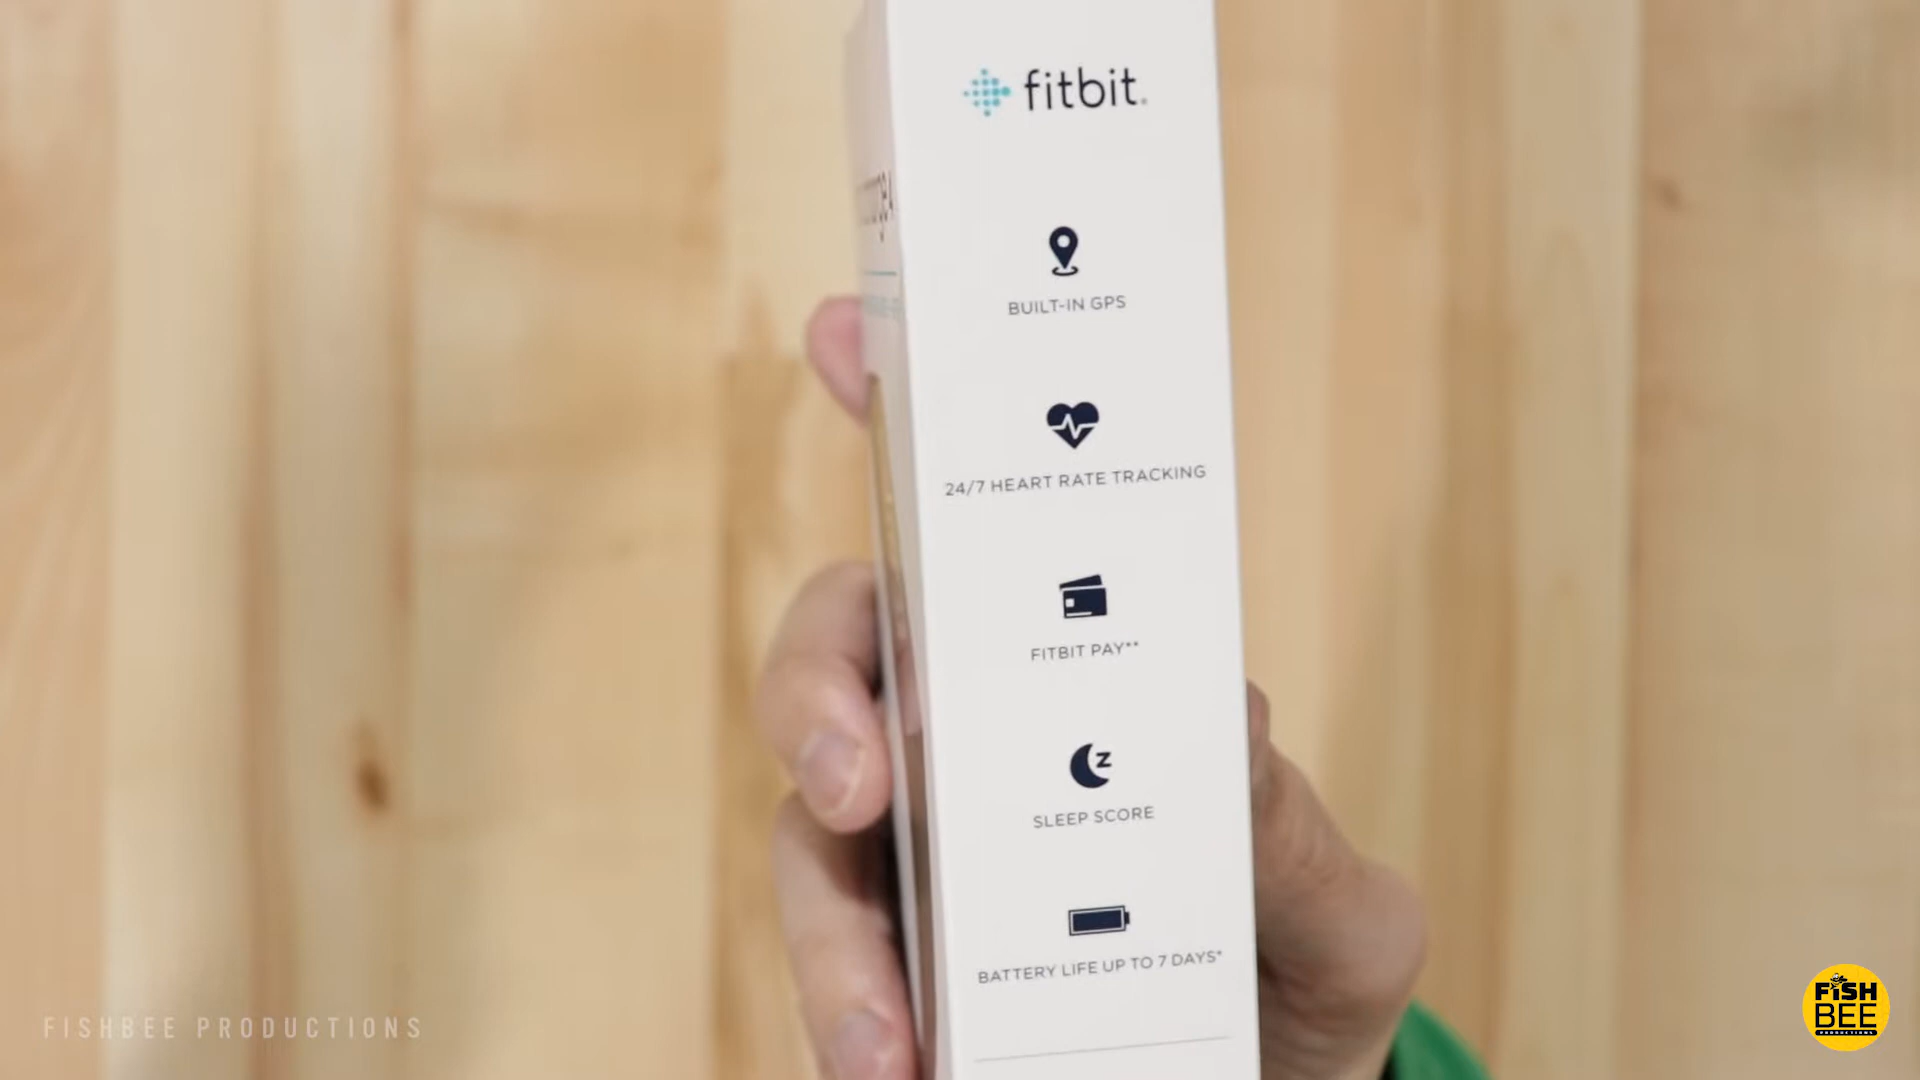 fitbit.
BUILT-IN GPS
24/7 HEART RATE TRACKING
FITBIT PAY**
z
SLEEP SCORE
BATTERY LIFE UP TO 7 DAYS*
FISHBEE PRODUCTIONS
FISH
BEE
PRODUCTIONS